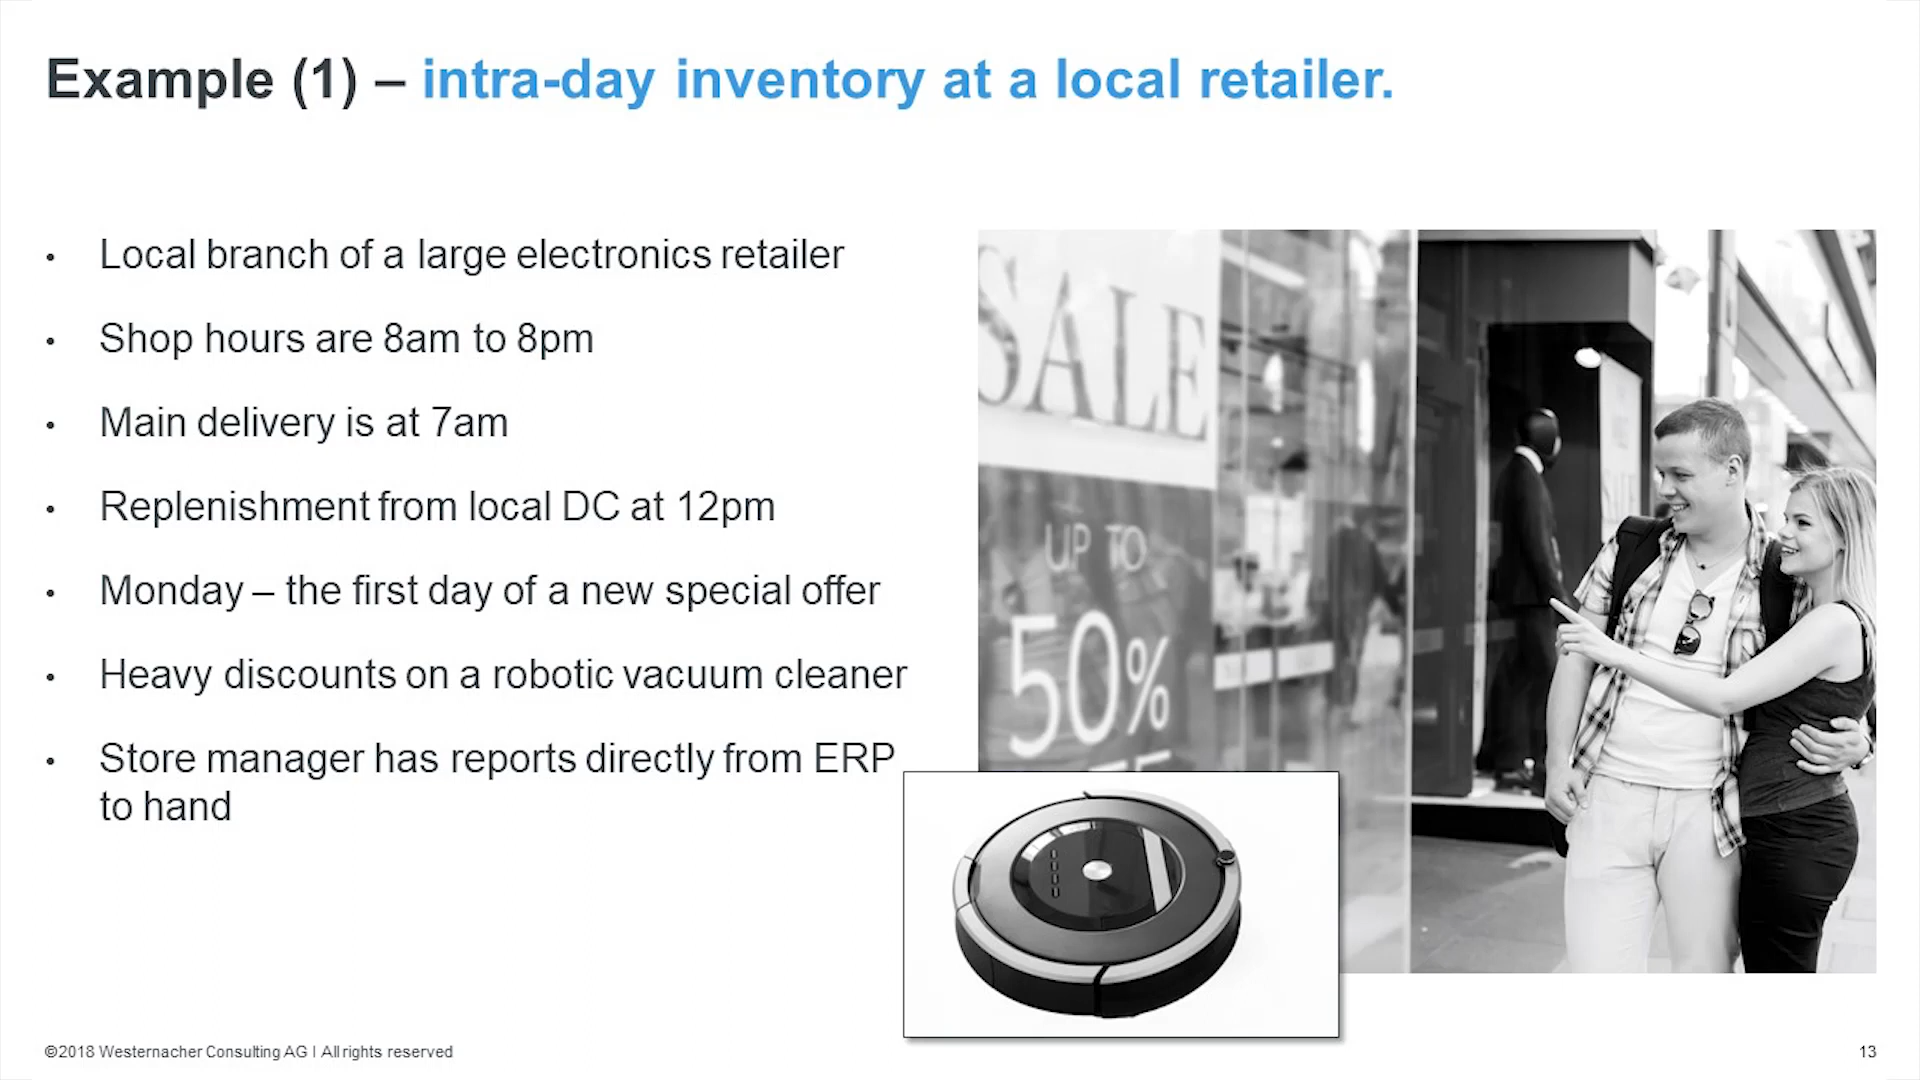 Example (1) – intra-day inventory at a local retailer.
• Local branch of a large electronics retailer
• Shop hours are 8am to 8pm
• Main delivery is at 7am
• Replenishment from local DC at 12pm
• Monday – the first day of a new special offer
• Heavy discounts on a robotic vacuum cleaner
• Store manager has reports directly from ERP
to hand
SALE
UP TO
50%
©2018 Westernacher Consulting AG I All rights reserved
13